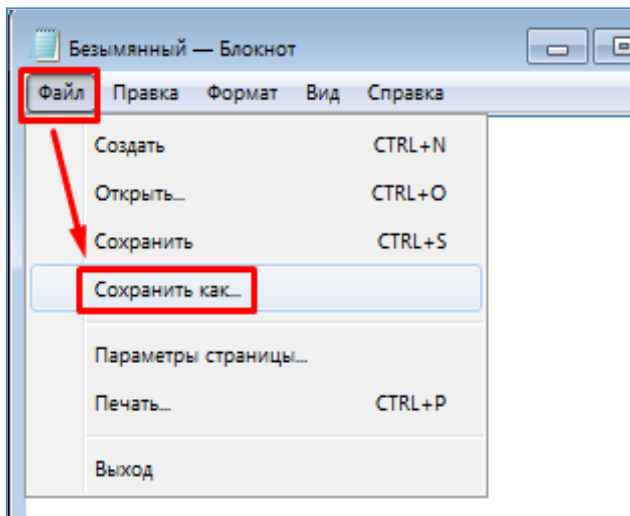 Безымянный — Блокнот
Файл Правка Формат Вид Справка
Создать CTRL+N
Открыть... CTRL+O
Сохранить CTRL+S
Сохранить как...
Параметры страницы...
Печать... CTRL+P
Выход